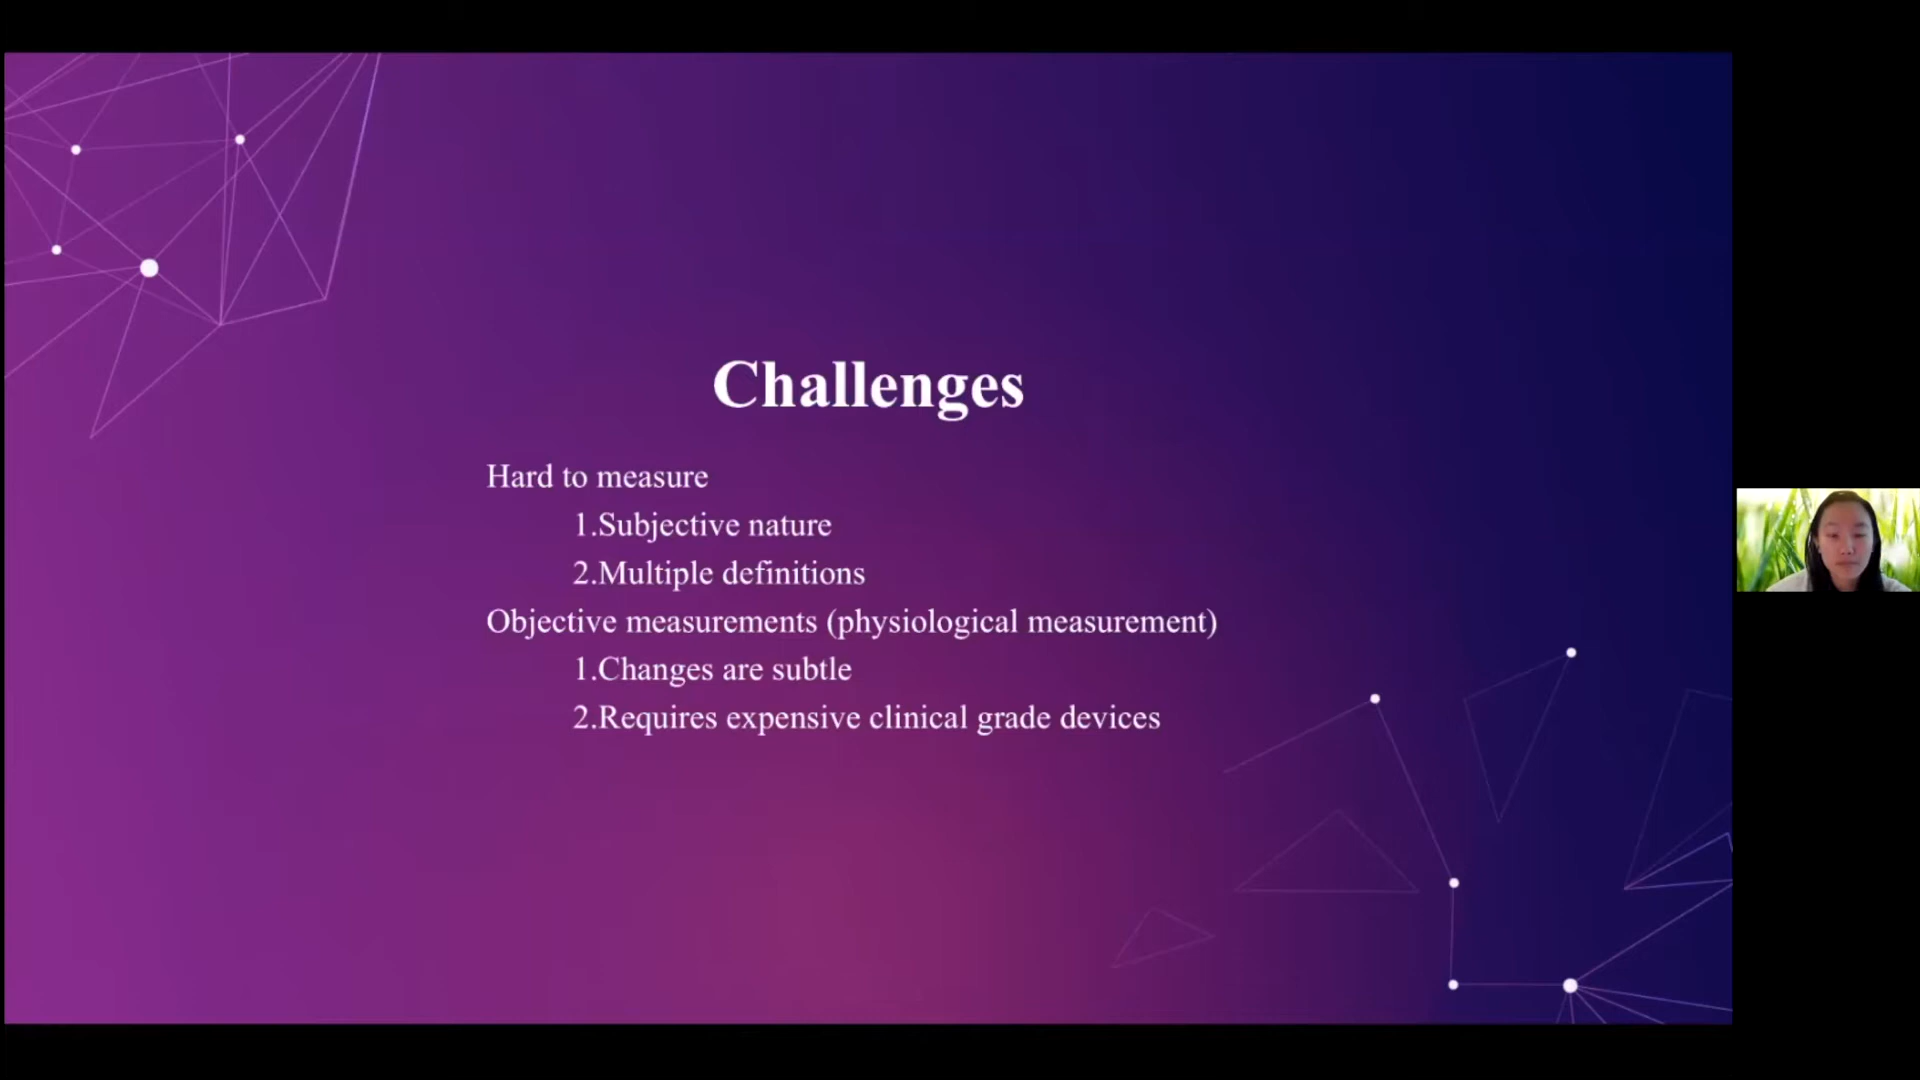 Challenges
Hard to measure
1.Subjective nature
2.Multiple definitions
Objective measurements (physiological measurement)
1.Changes are subtle
2.Requires expensive clinical grade devices